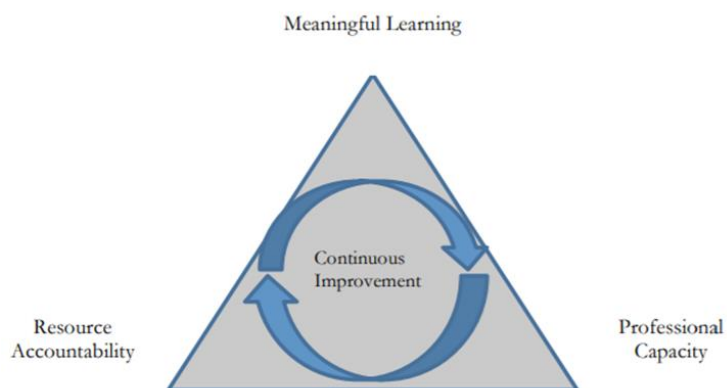 Meaningful Learning
Continuous
Improvement
Resource
Accountability
Professional
Capacity